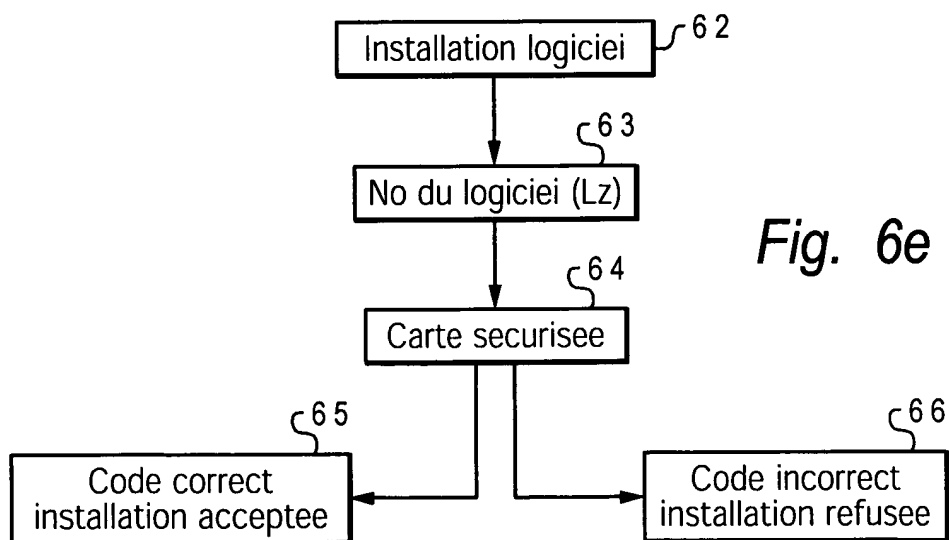 Installation logiciei
62
63
No du logiciei (Lz)
Fig. 6e
64
Carte securisee
65
66
Code correct
installation acceptee
Code incorrect
installation refusee